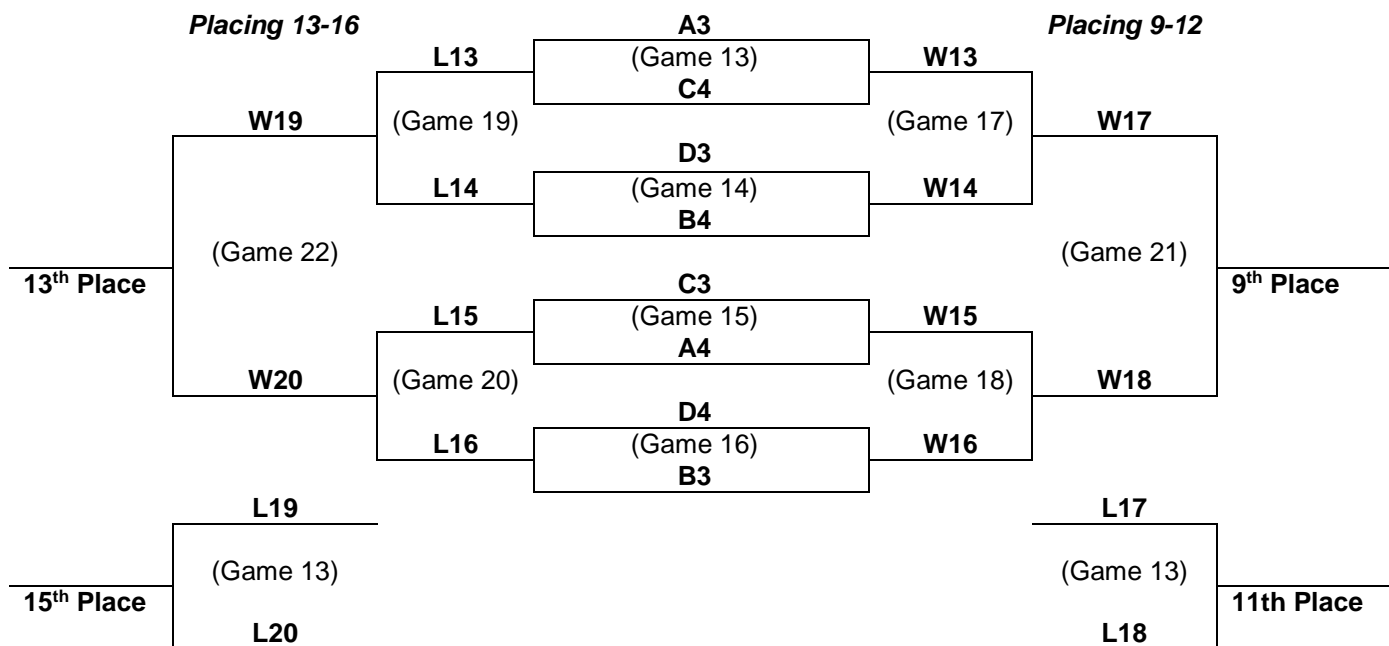 Placing 13-16 A3 Placing 9-12
L13 (Game 13) W13
C4
W19 (Game 19) (Game 17) W17
D3
L14 (Game 14) W14
B4
(Game 22) (Game 21)
13th Place C3 9th Place
L15 (Game 15) W15
A4
W20 (Game 20) (Game 18) W18
D4
L16 (Game 16) W16
B3
L19 L17
(Game 13) (Game 13)
15th Place 11th Place
L20 L18